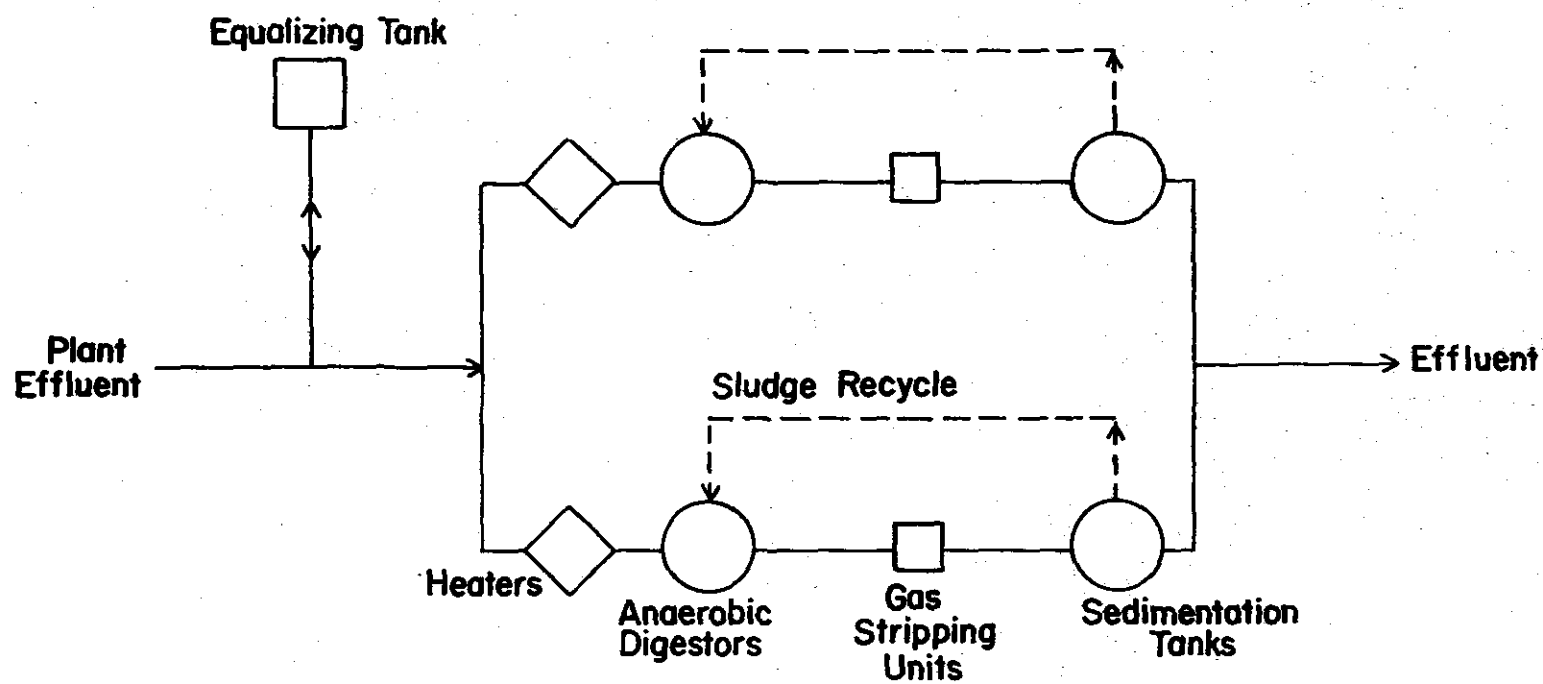 Equalizing Tank
Plant
Effluent
Effluent
Sludge Recycle
Heaters
Anaerobic
Digestors
Gas
Stripping
Units
Sedimentation
Tanks